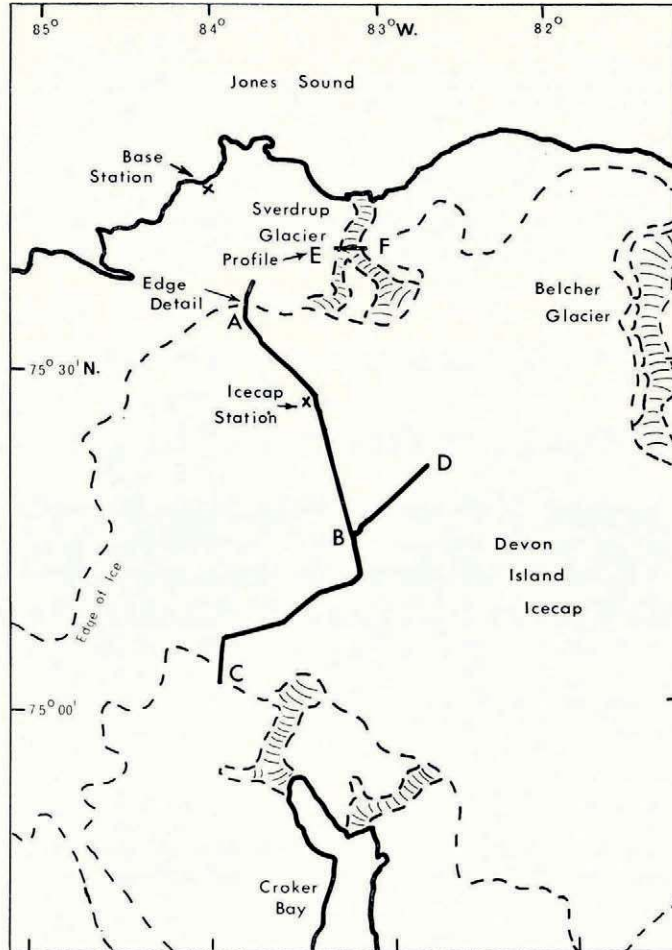 85°
84°
83°W.
82°
Jones Sound
Base
Station
Sverdrup
Glacier
Profile
E
F
Edge
Detail
A
Belcher
Glacier
75° 30' N.
Icecap
Station
D
B
Devon
Island
Icecap
Edge of Ice
C
75° 00'
Croker
Bay